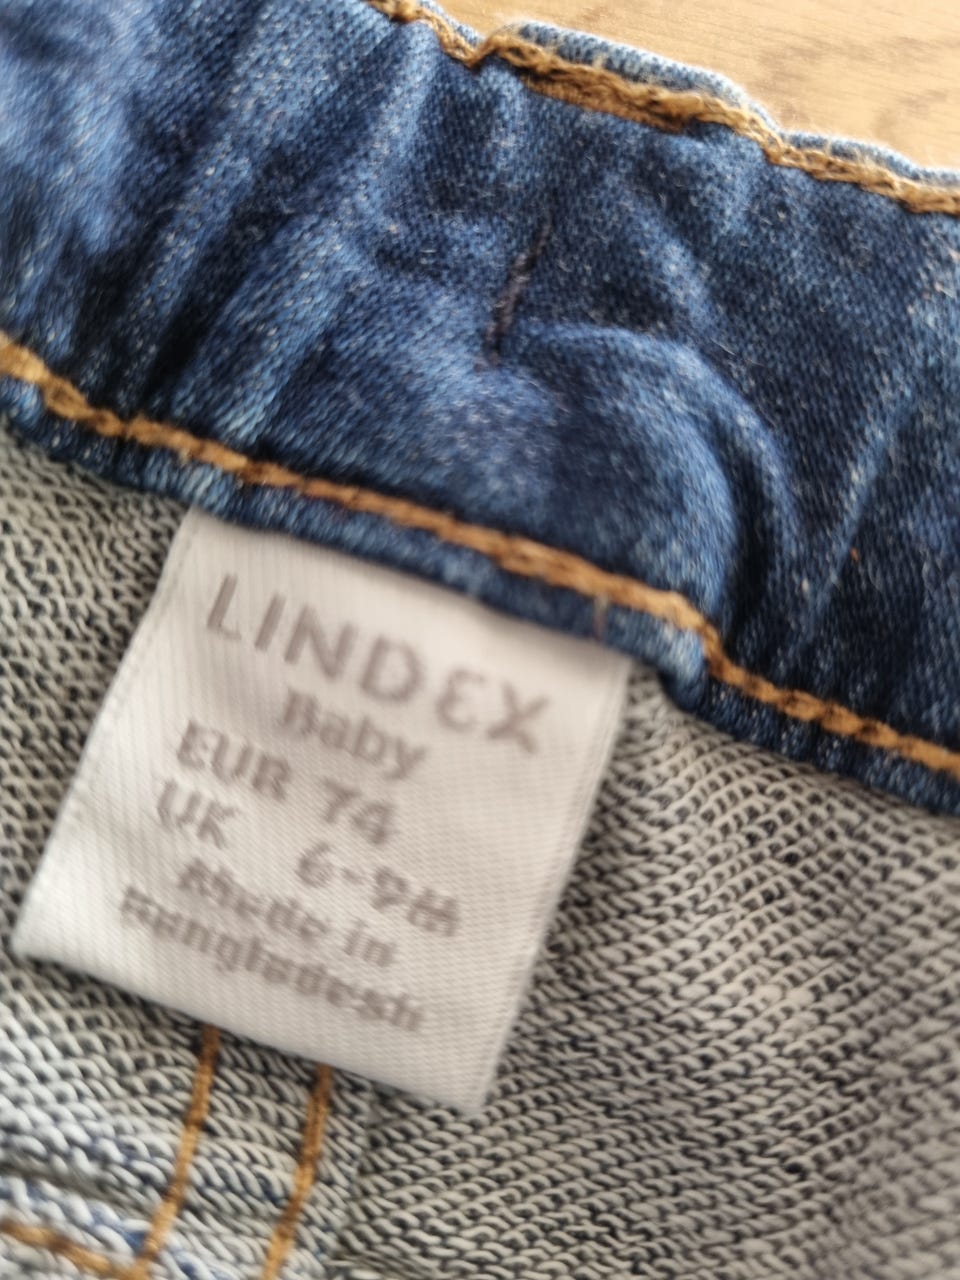 LINDEX
Baby
EUR 74
UK 6-9m
Made in
Bangladesh